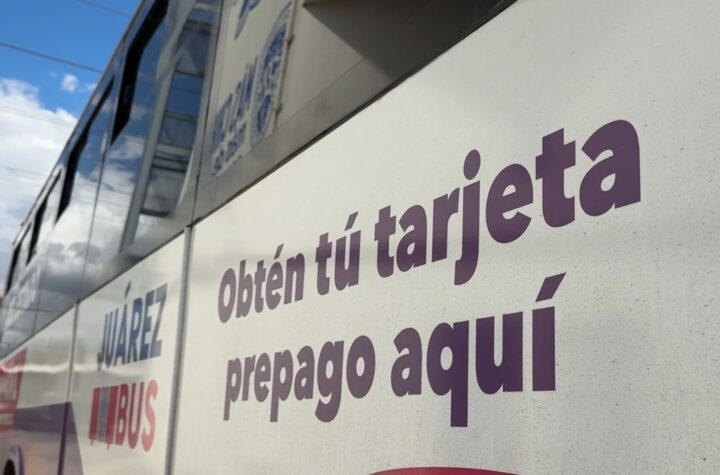 Obtén tú tarjeta
prepago aquí
JUÁREZ
BUS